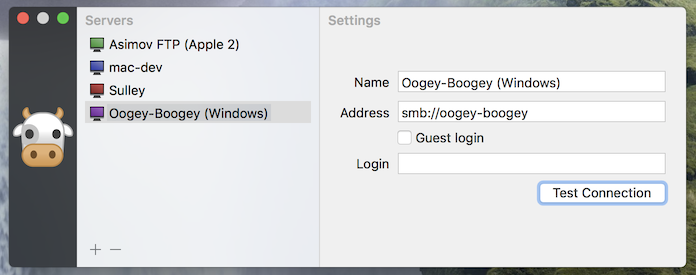 Servers
Asimov FTP (Apple 2)
mac-dev
Sulley
Oogey-Boogey (Windows)
Settings
Name Oogey-Boogey (Windows)
Address smb://oogey-boogey
Guest login
Login
Test Connection